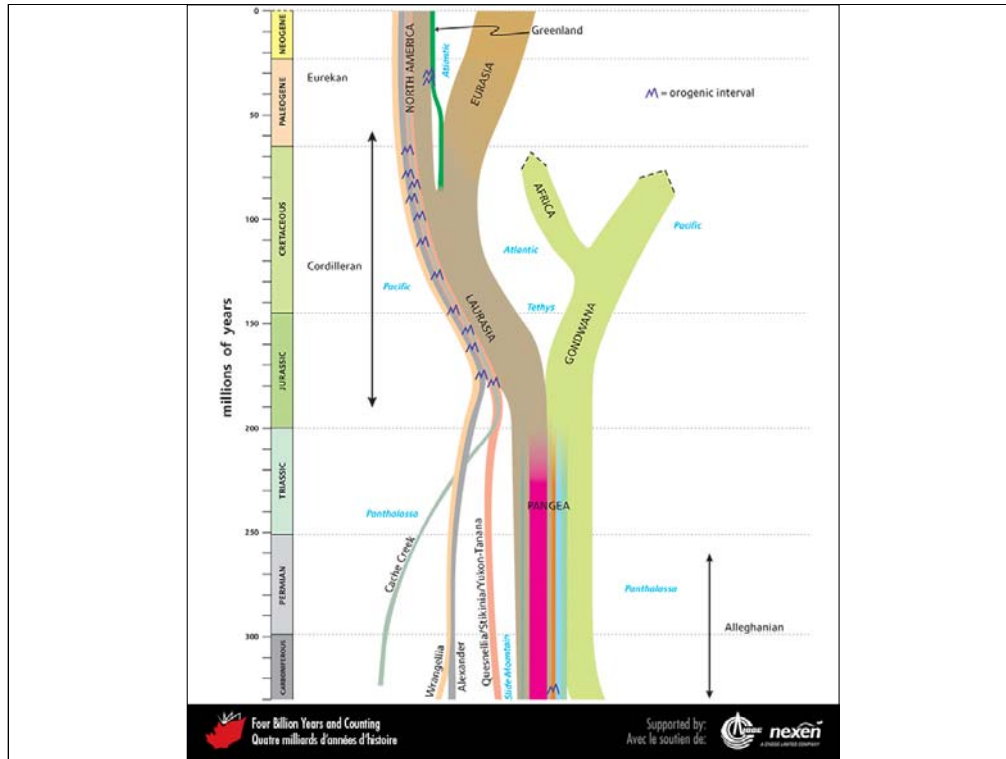 0
NEOGENE
NORTH AMERICA
Greenland
Atlantic
EURASIA
PALEOGENE
Eurekan
= orogenic interval
50
CRETACEOUS
AFRICA
Pacific
100
Atlantic
Cordilleran
Pacific
LAURASIA
Tethys
150
GONDWANA
millions of years
JURASSIC
200
TRIASSIC
PANGEA
Panthalassa
250
Cache Creek
Quesnellia/Stikinia/Yukon-Tanana
PERMIAN
Panthalassa
Alleghanian
300
Wrangellia
Alexander
Slide Mountain
CARBONIFEROUS
Four Billion Years and Counting
Quatre milliards d'années d'histoire
Supported by:
Avec le soutien de:
nexen
A CNOOC LIMITED COMPANY